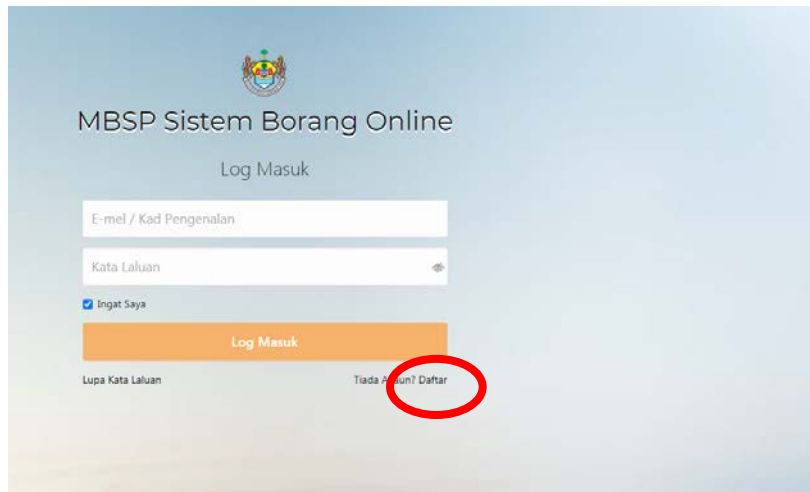 MBSP Sistem Borang Online
Log Masuk
E-mel / Kad Pengenalan
Kata Laluan
Ingat Saya
Log Masuk
Lupa Kata Laluan
Tiada Akaun? Daftar